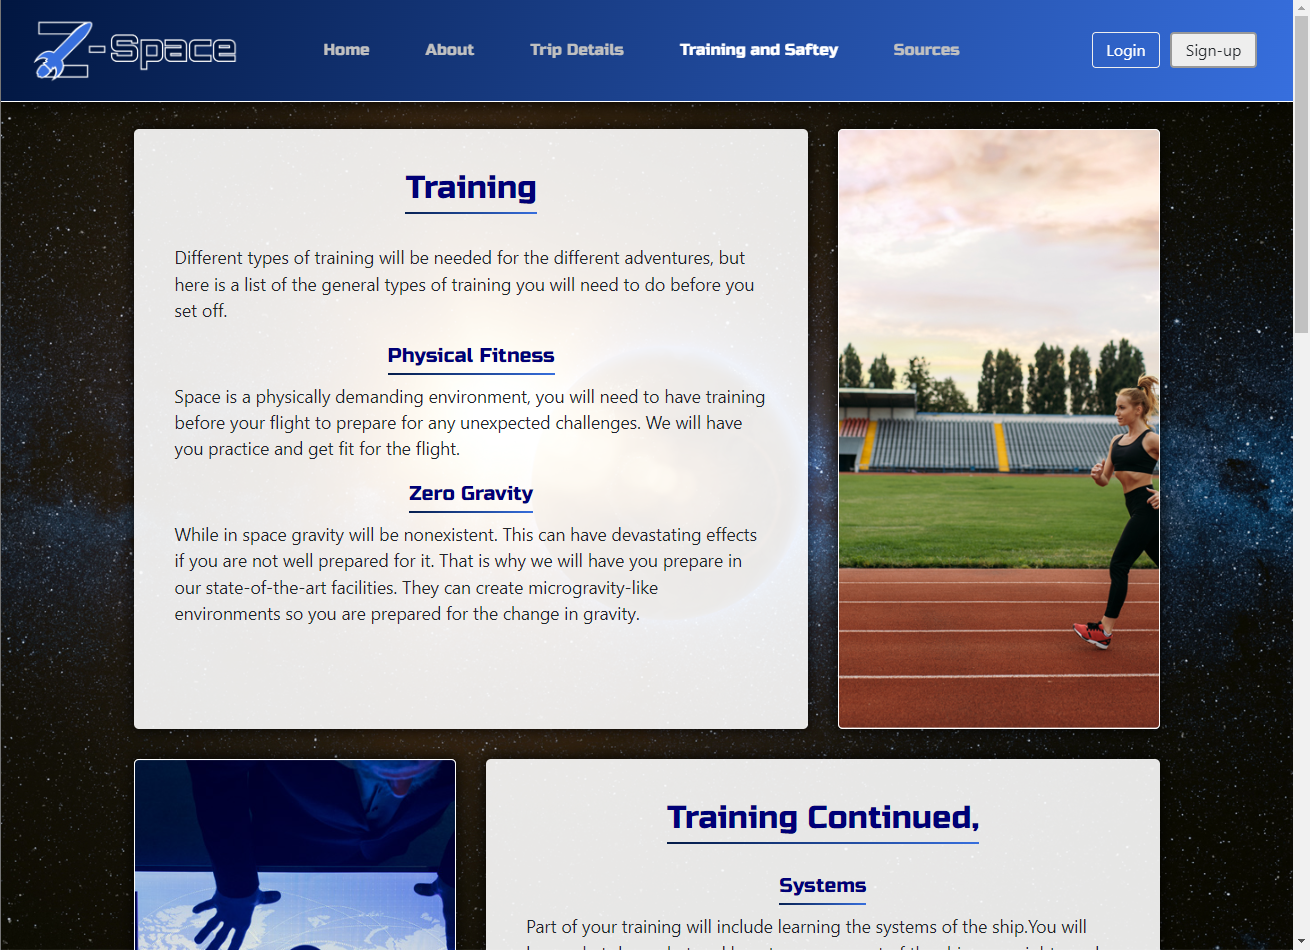 Z-Space
Home About Trip Details Training and Saftey Sources Login Sign-up
Training
Different types of training will be needed for the different adventures, but
here is a list of the general types of training you will need to do before you
set off.
Physical Fitness
Space is a physically demanding environment, you will need to have training
before your flight to prepare for any unexpected challenges. We will have
you practice and get fit for the flight.
Zero Gravity
While in space gravity will be nonexistent. This can have devastating effects
if you are not well prepared for it. That is why we will have you prepare in
our state-of-the-art facilities. They can create microgravity-like
environments so you are prepared for the change in gravity.
Training Continued,
Systems
Part of your training will include learning the systems of the ship.You will